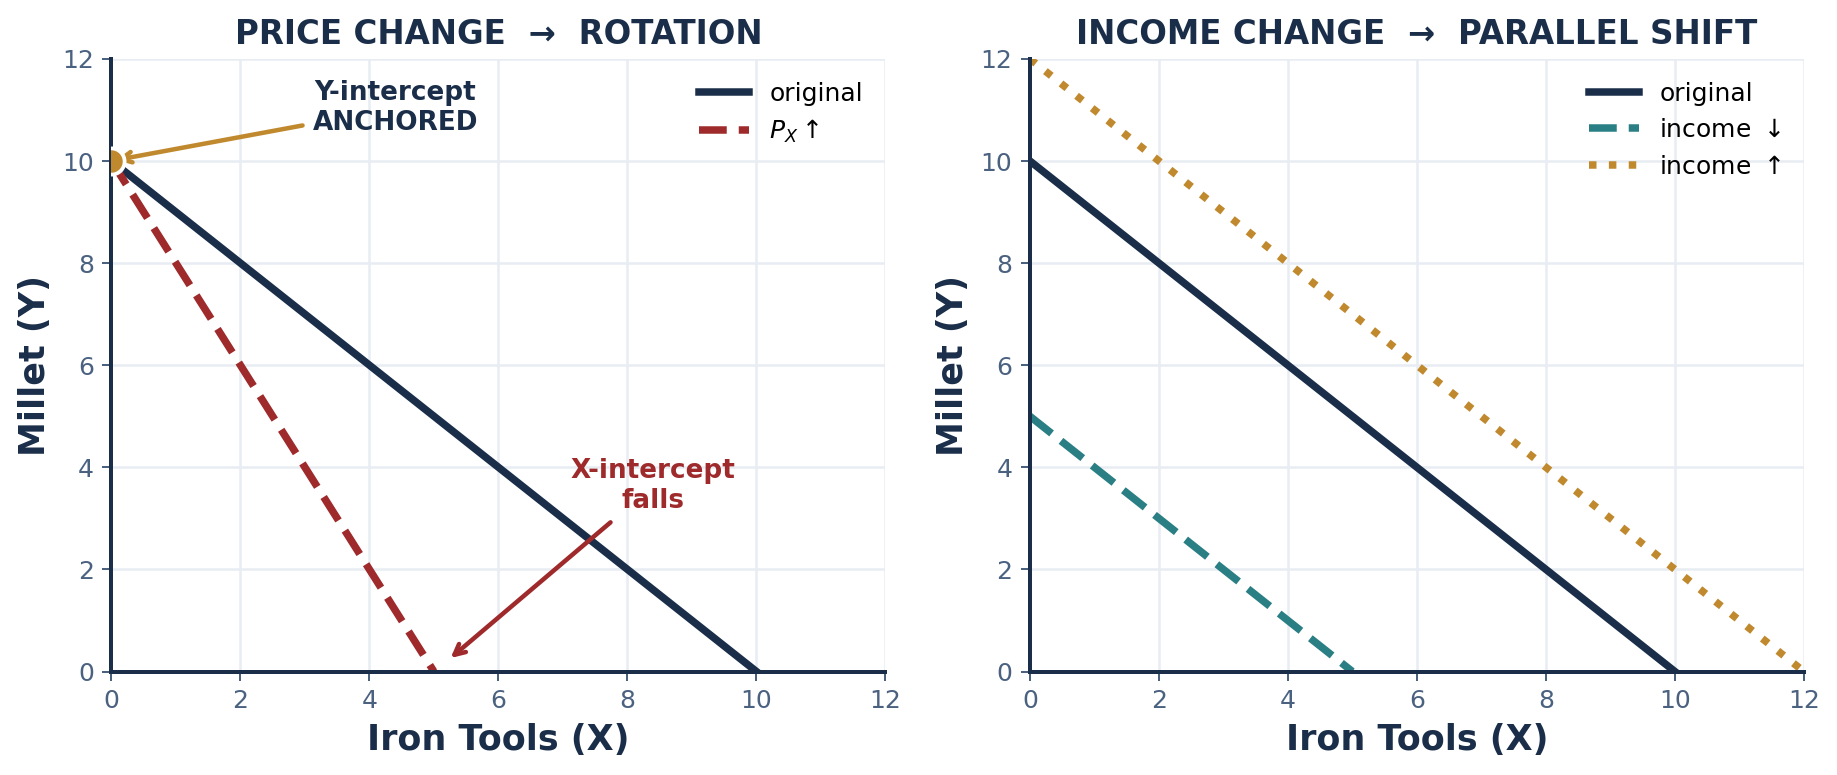 PRICE CHANGE → ROTATION
Y-intercept
ANCHORED
original
P_X ↑
X-intercept
falls
12
10
8
6
4
2
0
0 2 4 6 8 10 12
Millet (Y)
Iron Tools (X)
INCOME CHANGE → PARALLEL SHIFT
original
income ↓
income ↑
12
10
8
6
4
2
0
0 2 4 6 8 10 12
Millet (Y)
Iron Tools (X)